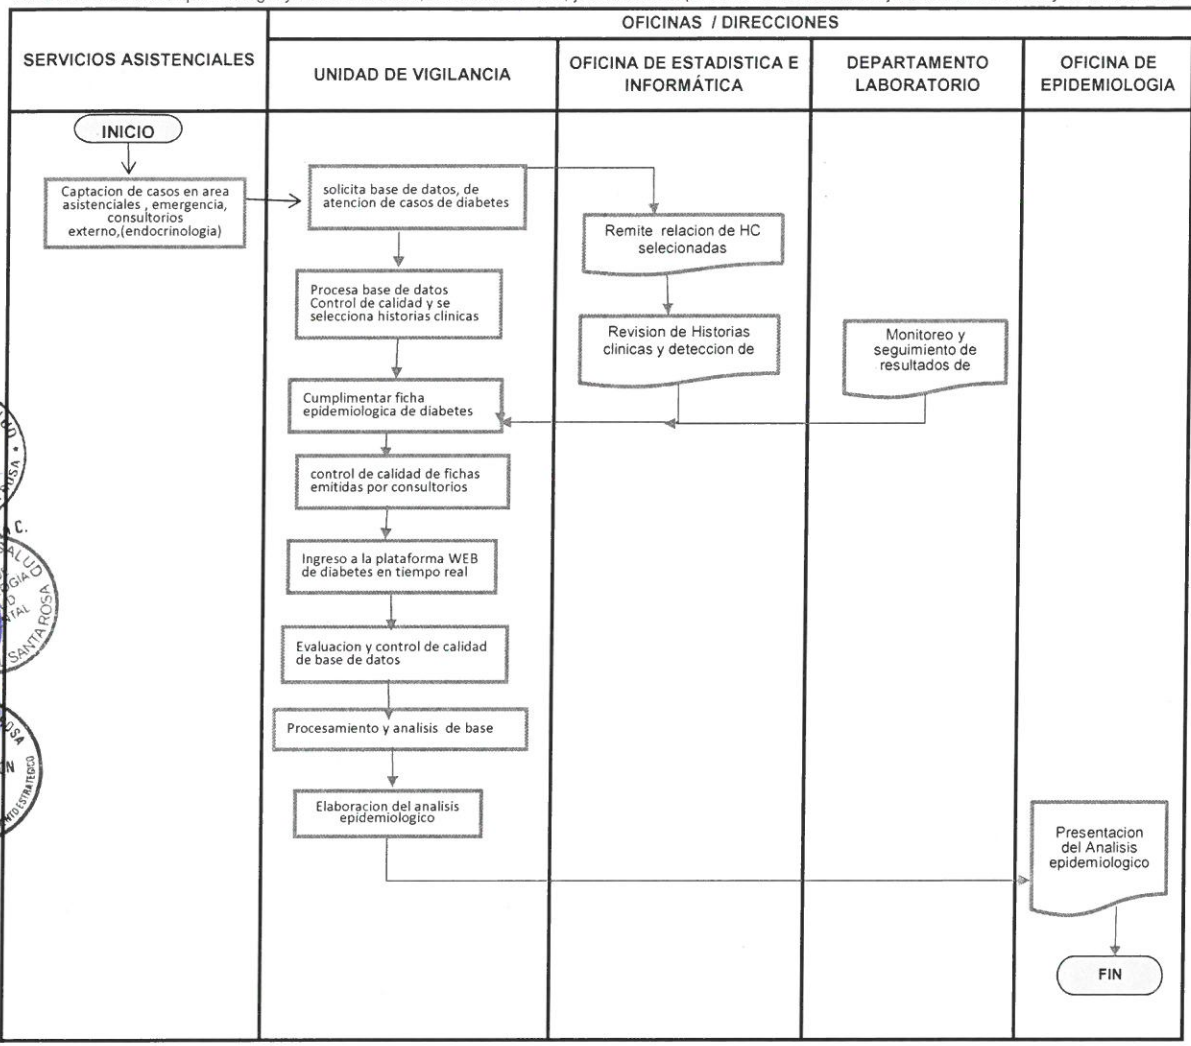 OFICINAS / DIRECCIONES
SERVICIOS ASISTENCIALES
UNIDAD DE VIGILANCIA
OFICINA DE ESTADISTICA E
INFORMÁTICA
DEPARTAMENTO
LABORATORIO
OFICINA DE
EPIDEMIOLOGIA
INICIO
Captacion de casos en area
asistenciales , emergencia,
consultorios
externo,(endocrinologia)
solicita base de datos, de
atencion de casos de diabetes
Remite relacion de HC
selecionadas
Procesa base de datos
Control de calidad y se
selecciona historias clinicas
Revision de Historias
clinicas y deteccion de
Monitoreo y
seguimiento de
resultados de
Cumplimentar ficha
epidemiologica de diabetes
control de calidad de fichas
emitidas por consultorios
Ingreso a la plataforma WEB
de diabetes en tiempo real
Evaluacion y control de calidad
de base de datos
Procesamiento y analisis de base
Elaboracion del analisis
epidemiologico
Presentacion
del Analisis
epidemiologico
FIN
SANTA ROSA